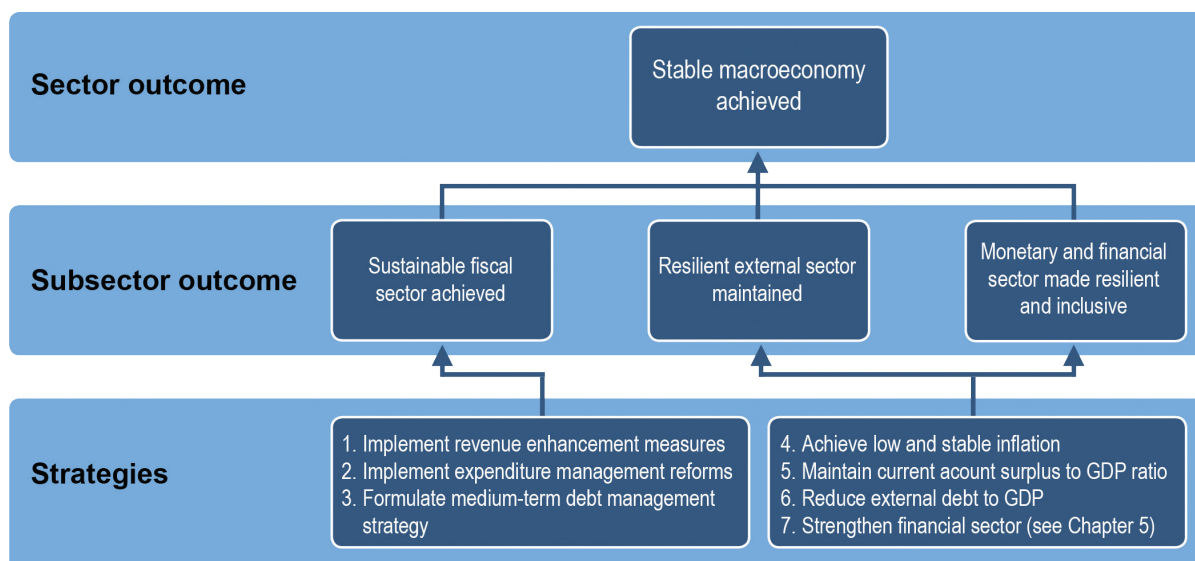 Sector outcome
Stable macroeconomy
achieved
Subsector outcome
Sustainable fiscal
sector achieved
Resilient external sector
maintained
Monetary and financial
sector made resilient
and inclusive
Strategies
1. Implement revenue enhancement measures
2. Implement expenditure management reforms
3. Formulate medium-term debt management
strategy
4. Achieve low and stable inflation
5. Maintain current acount surplus to GDP ratio
6. Reduce external debt to GDP
7. Strengthen financial sector (see Chapter 5)